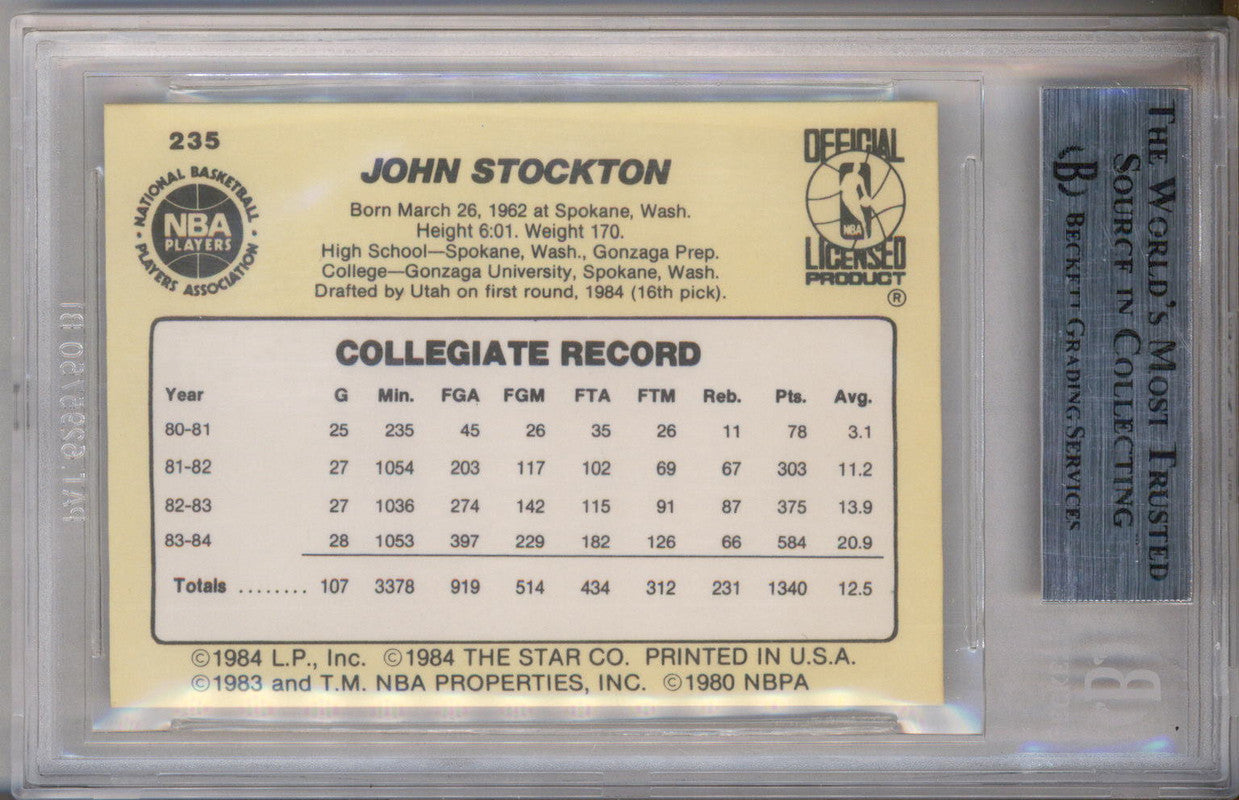 235
NATIONAL BASKETBALL
PLAYERS ASSOCIATION
NBA
PLAYERS
JOHN STOCKTON
Born March 26, 1962 at Spokane, Wash.
Height 6:01. Weight 170.
High School—Spokane, Wash., Gonzaga Prep.
College—Gonzaga University, Spokane, Wash.
Drafted by Utah on first round, 1984 (16th pick).
OFFICIAL
NBA
LICENSED
PRODUCT
®
COLLEGIATE RECORD
Year G Min. FGA FGM FTA FTM Reb. Pts. Avg.
80-81 25 235 45 26 35 26 11 78 3.1
81-82 27 1054 203 117 102 69 67 303 11.2
82-83 27 1036 274 142 115 91 87 375 13.9
83-84 28 1053 397 229 182 126 66 584 20.9
Totals ........ 107 3378 919 514 434 312 231 1340 12.5
©1984 L.P., Inc. ©1984 THE STAR CO. PRINTED IN U.S.A.
©1983 and T.M. NBA PROPERTIES, INC. ©1980 NBPA
THE WORLD'S MOST TRUSTED
SOURCE IN COLLECTING
B BECKETT GRADING SERVICES
B